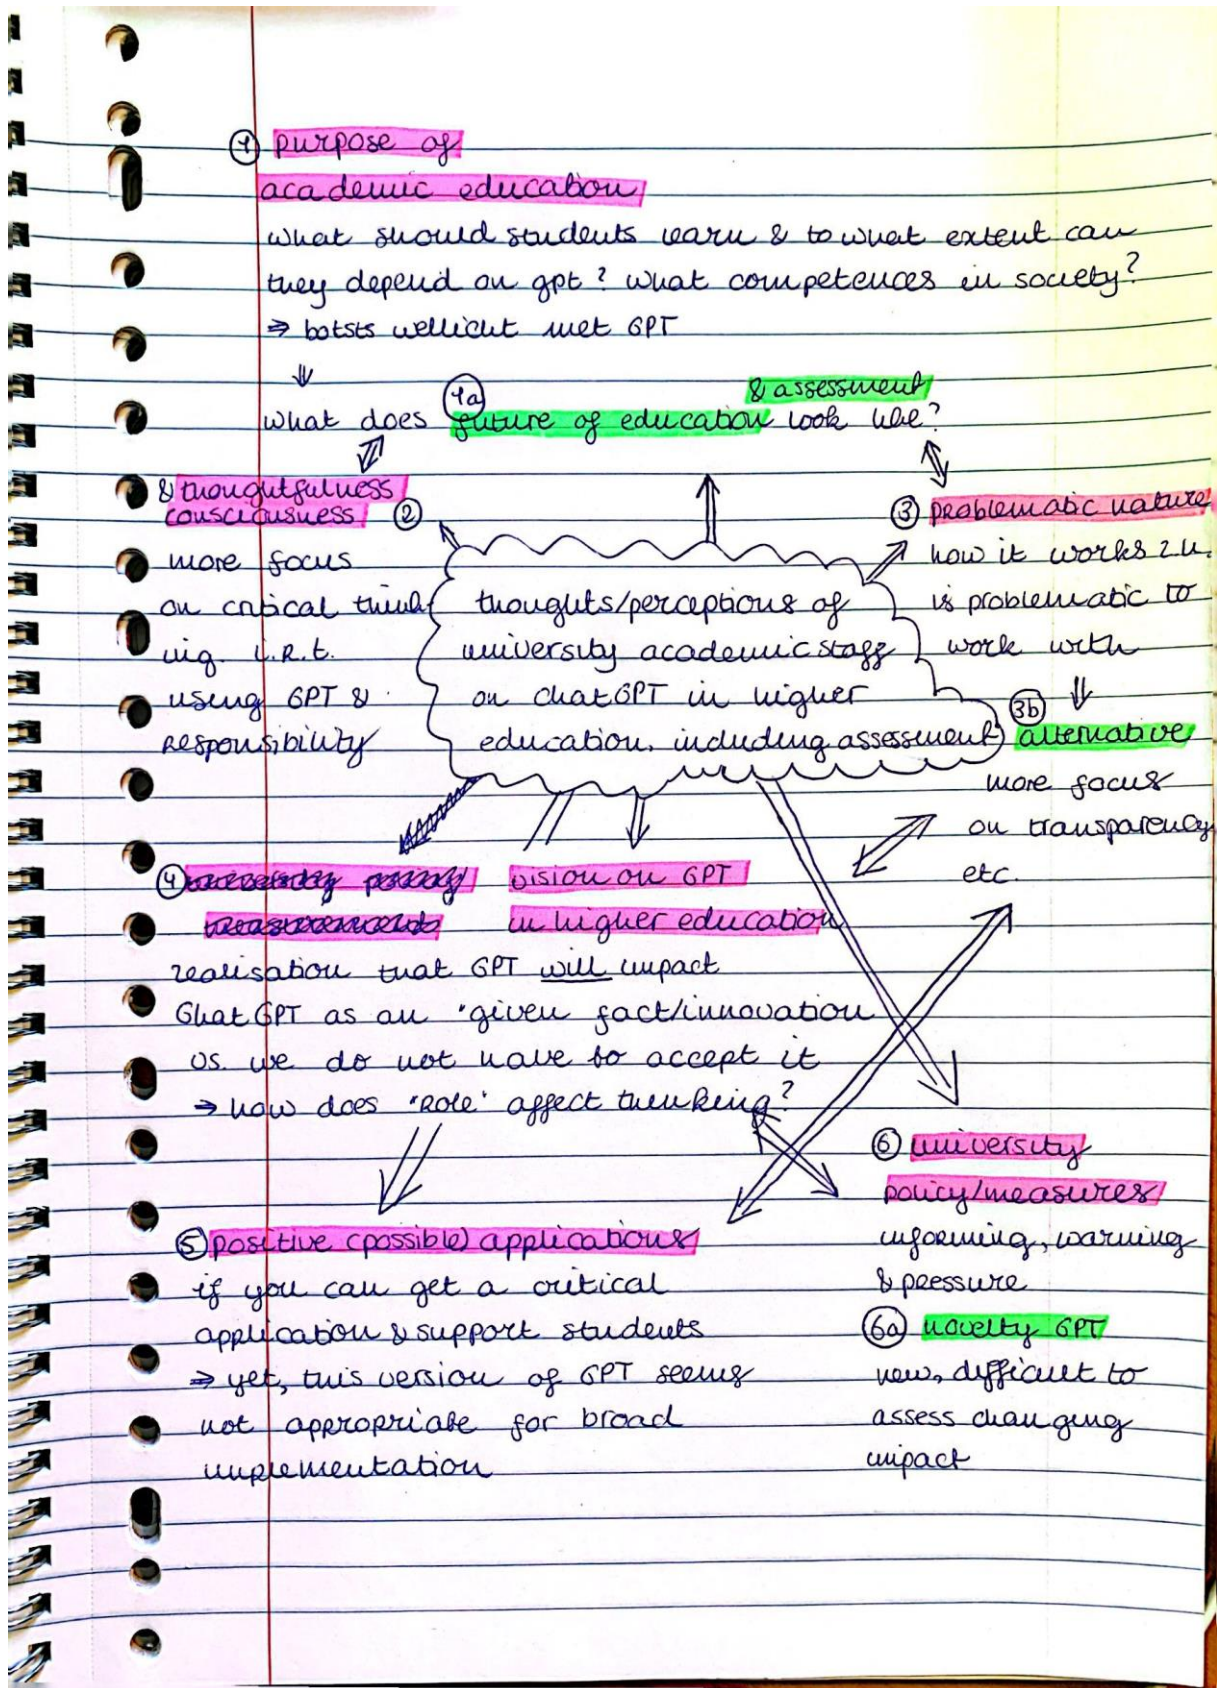 ① purpose of
academic education
what should students learn & to what extent can
they depend on gpt? what competences in society?
⇒ botsts wellicht met GPT
⇓
1a
& assessment
what does future of education look like?
& thoughtfulness
consciousness ②
more focus
on critical think
ing i.r.t.
using GPT &
responsibility
③ problematic nature
how it works z.u.
is problematic to
work with
⇓
3b
alternative
more focus
on transparency
etc.
thoughts/perceptions of
university academic staff
on chatGPT in higher
education, including assessment
④ vision on GPT
in higher education
realisation that GPT will impact
ChatGPT as an 'given fact/innovation
vs. we do not have to accept it
→ how does 'role' affect thinking?
⑤ positive (possible) applications
if you can get a critical
application & support students
⇒ yet, this version of GPT seems
not appropriate for broad
implementation
⑥ university
policy/measures
informing, warning
& pressure
6a novelty GPT
new, difficult to
assess changing
impact